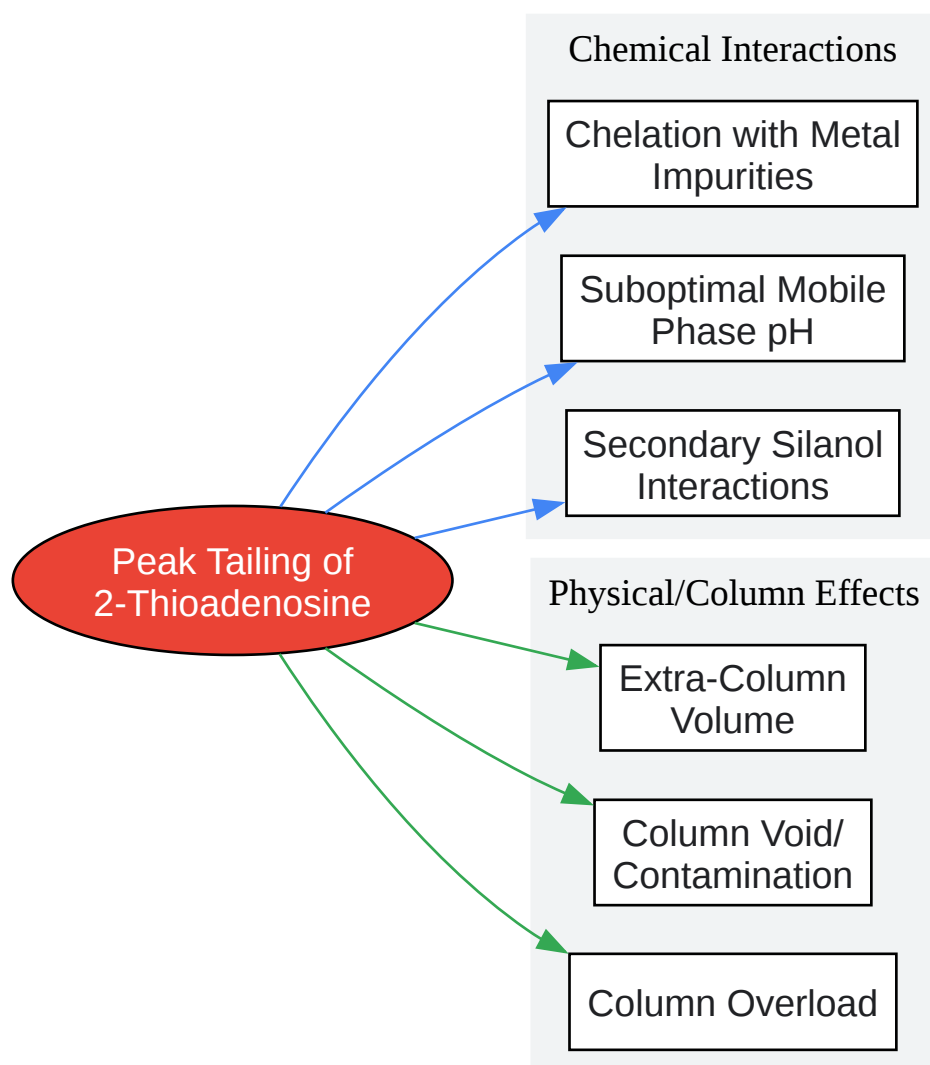 Chemical Interactions
Chelation with Metal
Impurities
Suboptimal Mobile
Phase pH
Secondary Silanol
Interactions
Peak Tailing of
2-Thioadenosine
Physical/Column Effects
Extra-Column
Volume
Column Void/
Contamination
Column Overload